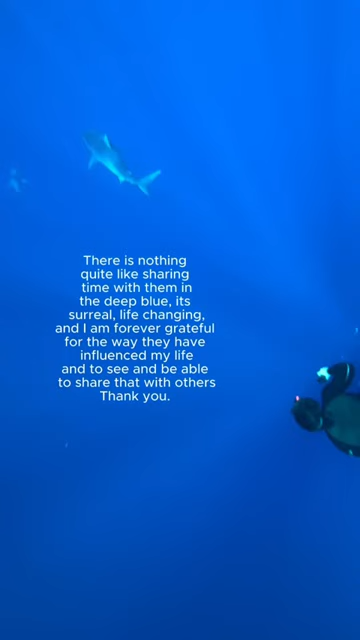 There is nothing
quite like sharing
time with them in
the deep blue, its
surreal, life changing,
and I am forever grateful
for the way they have
influenced my life
and to see and be able
to share that with others
Thank you.